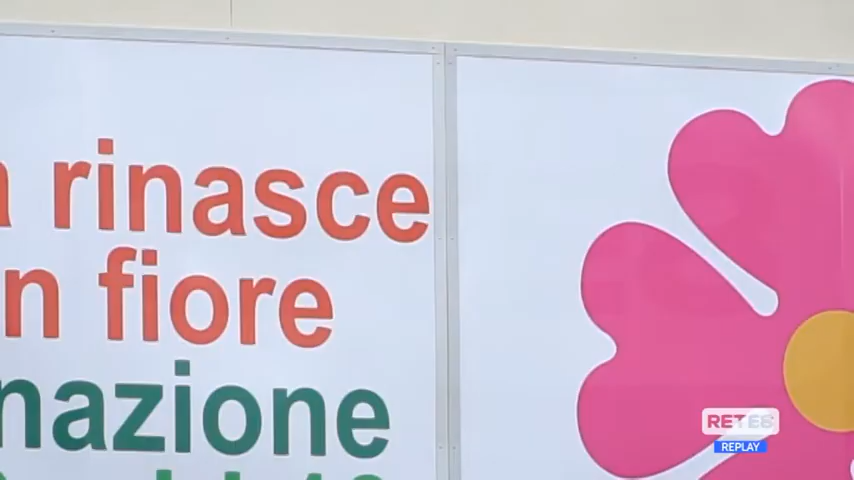 a rinasce
n fiore
nazione
RETE8
REPLAY